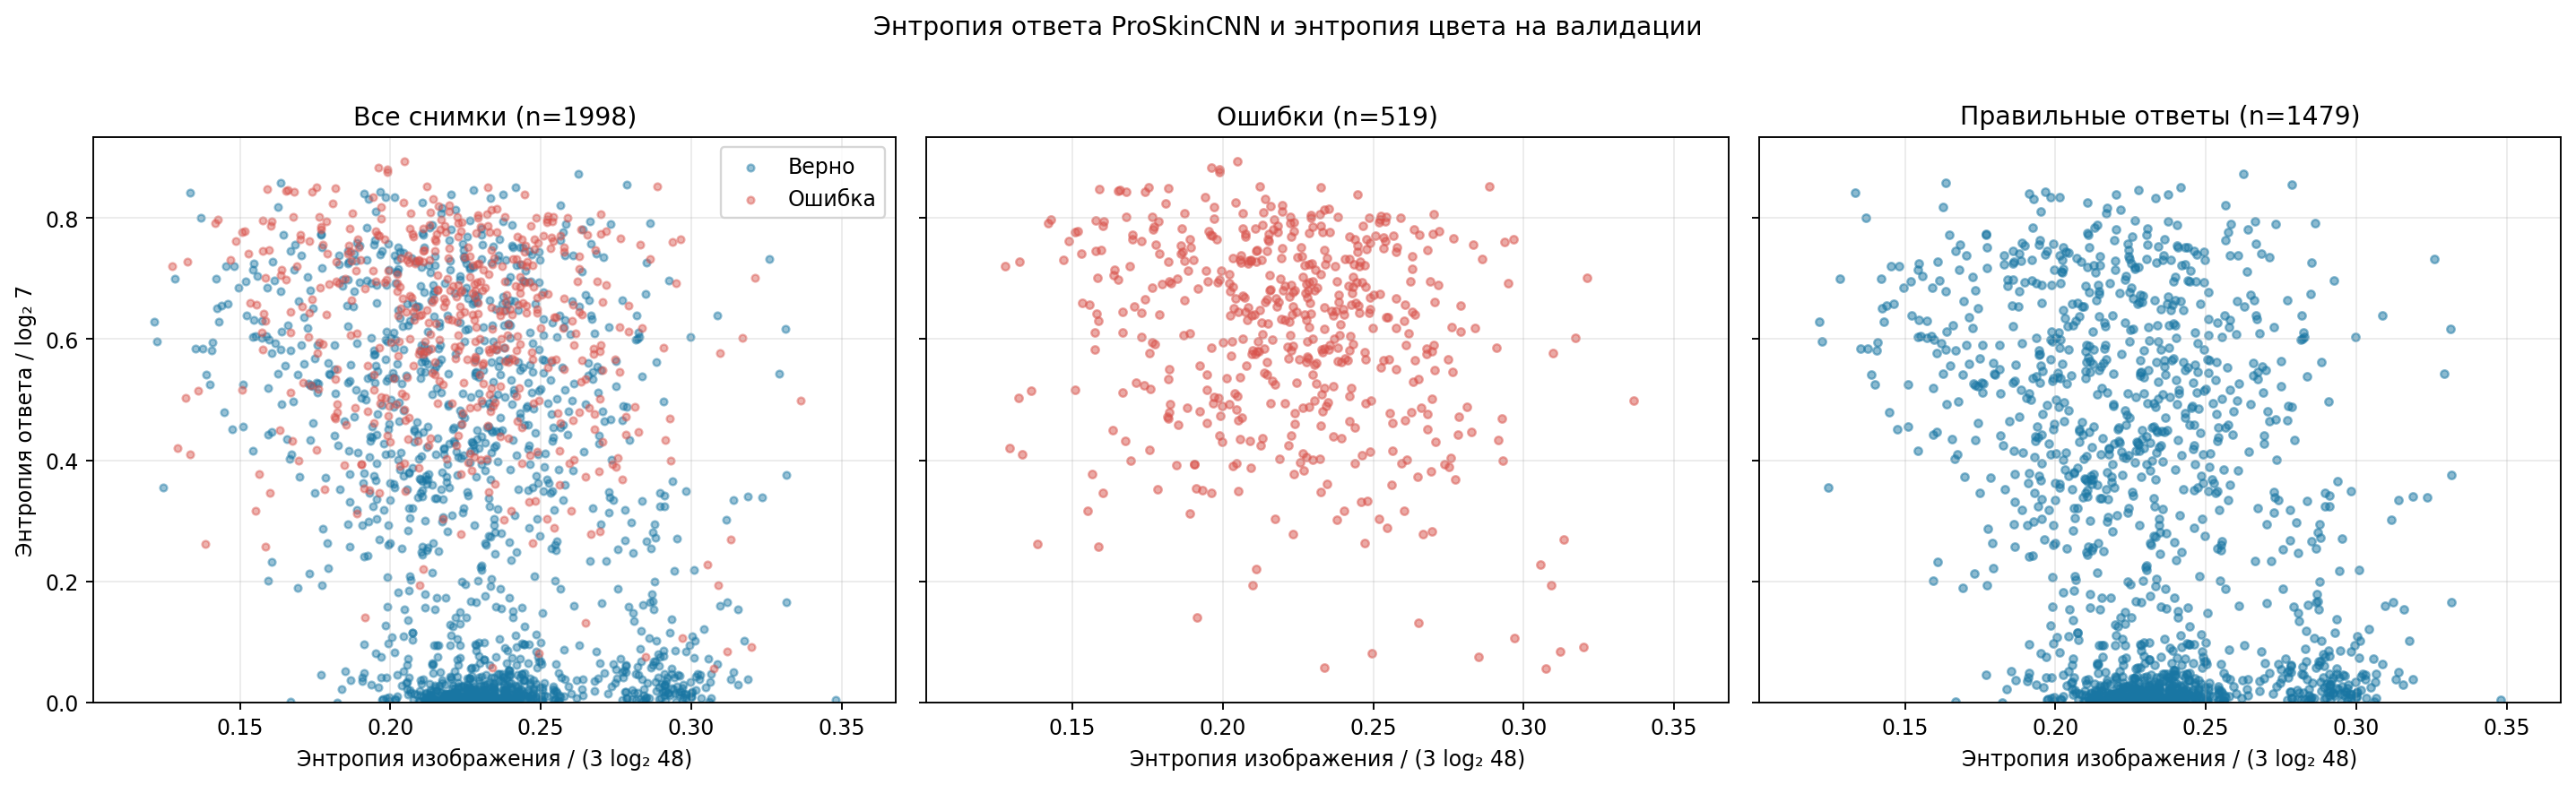 Энтропия ответа ProSkinCNN и энтропия цвета на валидации
Все снимки (n=1998)
Ошибки (n=519)
Правильные ответы (n=1479)
Верно
Ошибка
Энтропия ответа / log₂ 7
0.8
0.6
0.4
0.2
0.0
0.15 0.20 0.25 0.30 0.35
0.15 0.20 0.25 0.30 0.35
0.15 0.20 0.25 0.30 0.35
Энтропия изображения / (3 log₂ 48)
Энтропия изображения / (3 log₂ 48)
Энтропия изображения / (3 log₂ 48)